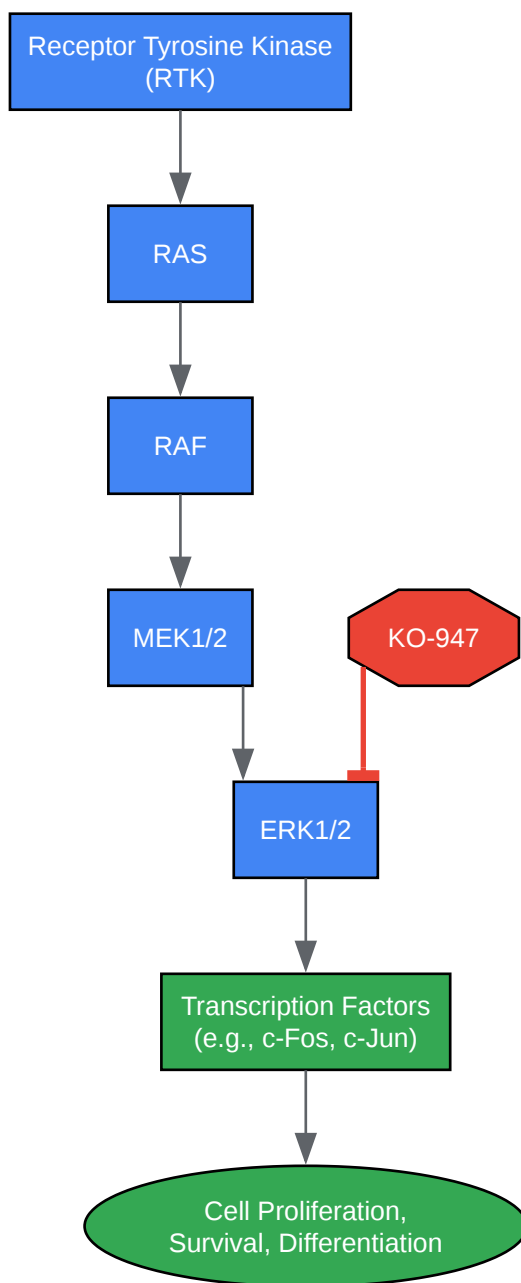 Receptor Tyrosine Kinase
(RTK)
RAS
RAF
MEK1/2
KO-947
ERK1/2
Transcription Factors
(e.g., c-Fos, c-Jun)
Cell Proliferation,
Survival, Differentiation